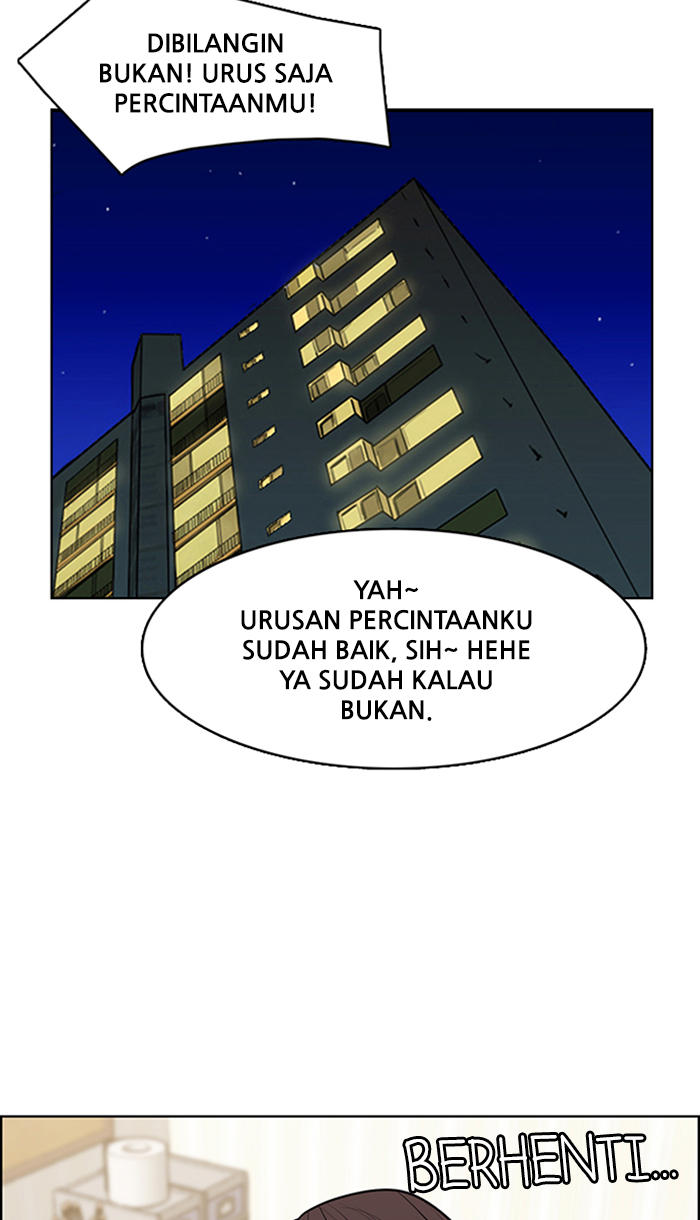 DIBILANGIN
BUKAN! URUS SAJA
PERCINTAANMU!
YAH~
URUSAN PERCINTAANKU
SUDAH BAIK, SIH~ HEHE
YA SUDAH KALAU
BUKAN.
BERHENTI...